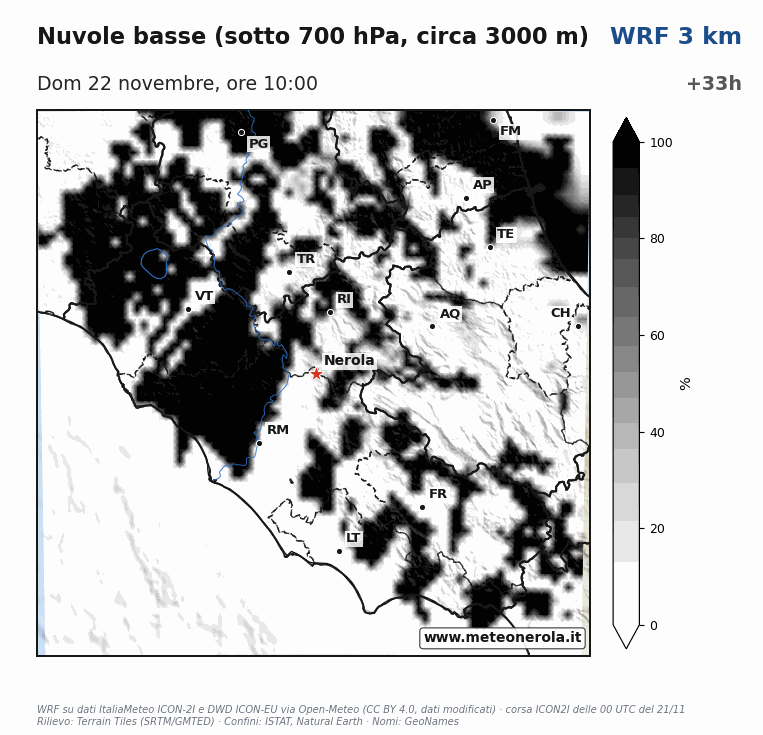 Nuvole basse (sotto 700 hPa, circa 3000 m) WRF 3 km
Dom 22 novembre, ore 10:00 +33h
FM
PG
AP
TE
TR
VT
RI
AQ
CH.
Nerola
RM
FR
LT
www.meteonerola.it
100
80
60
40
20
0
%
WRF su dati ItaliaMeteo ICON-2I e DWD ICON-EU via Open-Meteo (CC BY 4.0, dati modificati) · corsa ICON2I delle 00 UTC del 21/11
Rilievo: Terrain Tiles (SRTM/GMTED) · Confini: ISTAT, Natural Earth · Nomi: GeoNames